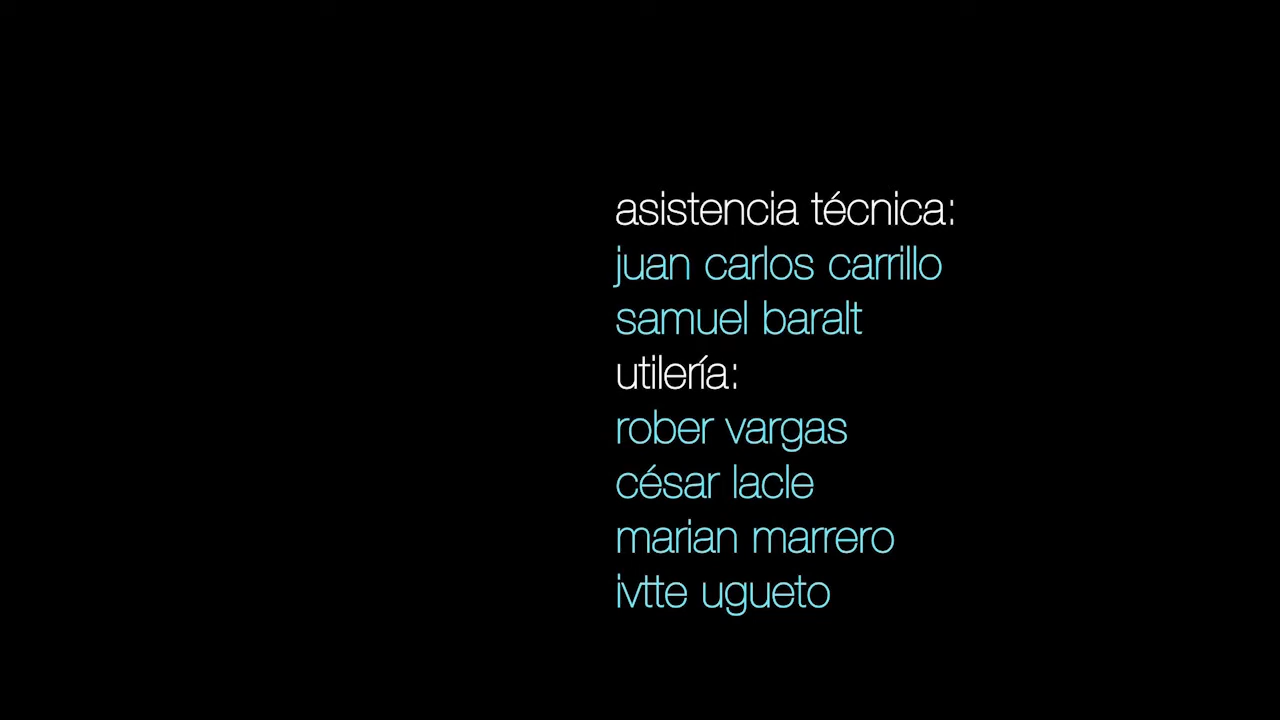 asistencia técnica:
juan carlos carrillo
samuel baralt
utilería:
rober vargas
césar lacle
marian marrero
ivtte ugueto